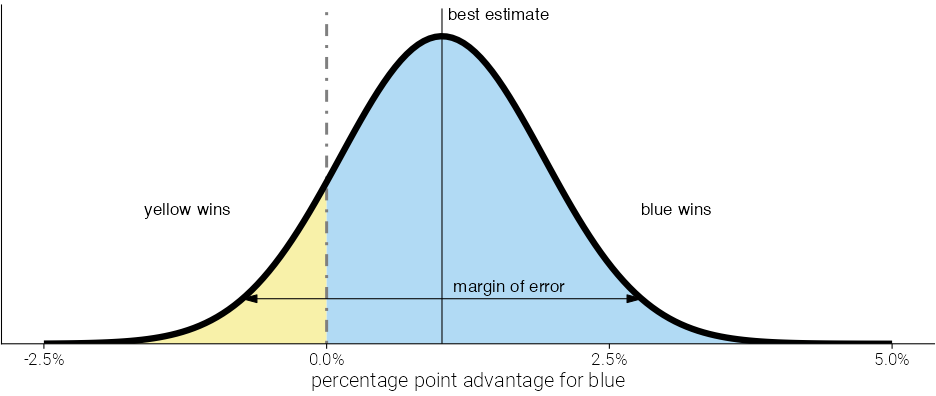 best estimate
yellow wins
blue wins
margin of error
-2.5%
0.0%
2.5%
5.0%
percentage point advantage for blue